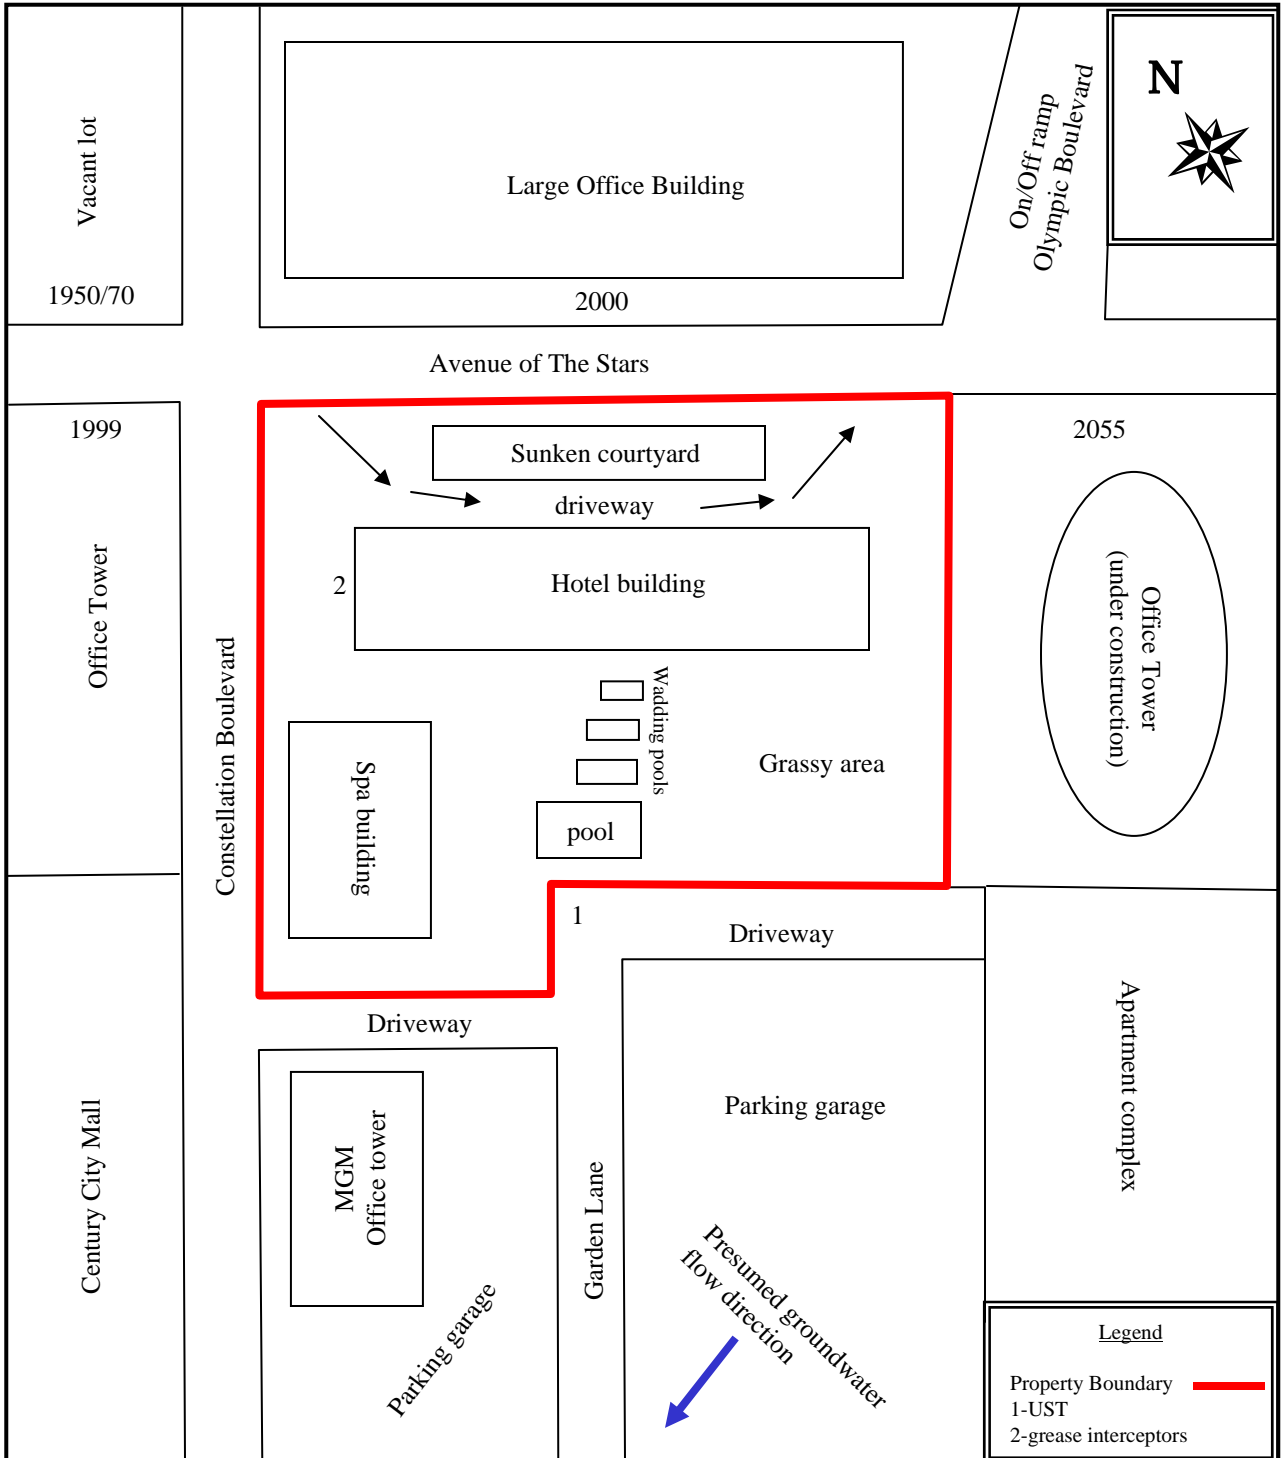 N
Vacant lot
1950/70
Large Office Building
2000
On/Off ramp
Olympic Boulevard
Avenue of The Stars
1999
Office Tower
Constellation Boulevard
Sunken courtyard
driveway
2
Hotel building
Wadding pools
Grassy area
Spa building
pool
2055
Office Tower
(under construction)
1
Driveway
Driveway
Century City Mall
MGM
Office tower
Parking garage
Garden Lane
Parking garage
Presumed groundwater
flow direction
Apartment complex
Legend
Property Boundary
1-UST
2-grease interceptors